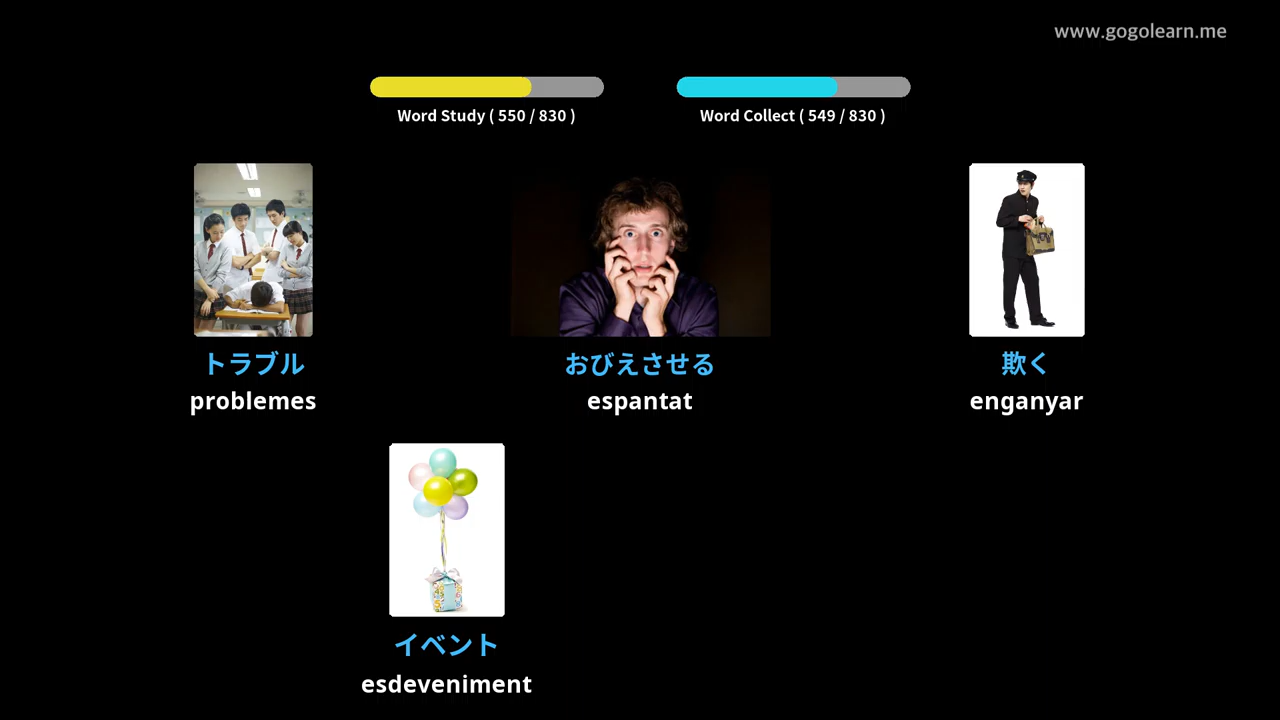 www.gogolearn.me
Word Study ( 550 / 830 )
Word Collect ( 549 / 830 )
トラブル
problemes
おびえさせる
espantat
欺く
enganyar
イベント
esdeveniment